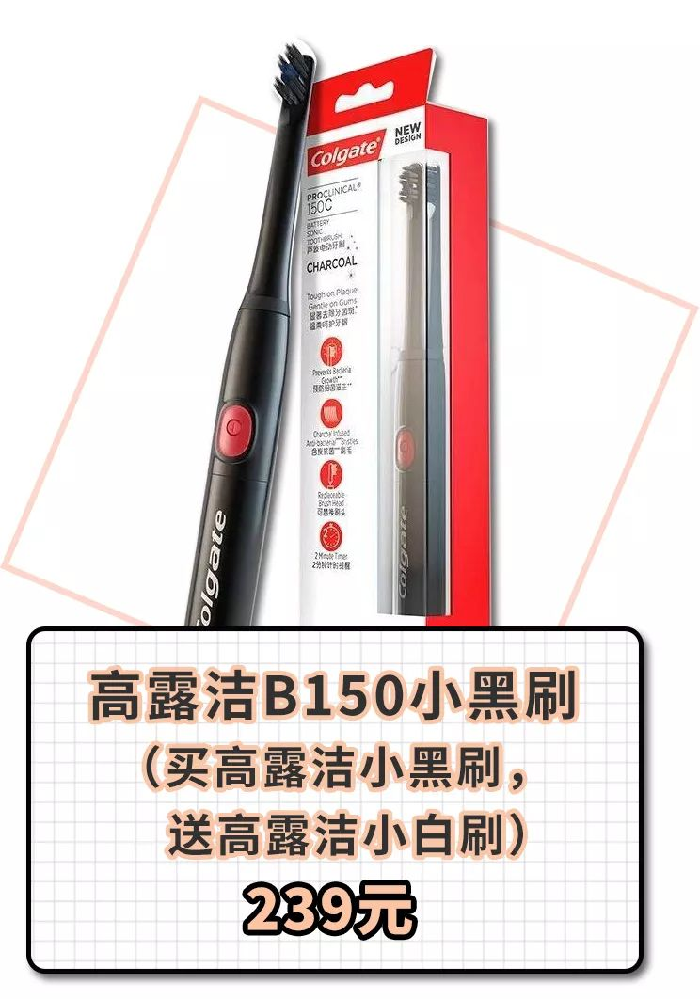 NEW
DESIGN
Colgate
PROCLINICAL®
150C
BATTERY
SONIC
TOOTHBRUSH
声波电动牙刷
CHARCOAL
Tough on Plaque,
Gentle on Gums
显著去除牙菌斑*
温柔呵护牙龈
Prevents Bacteria
Growth**
预防细菌滋生**
Charcoal Infused
Anti-bacterial Bristles
含炭抗菌 刷毛
Replaceable
Brush Head
可替换刷头
2 Minute Timer
2分钟计时提醒
Colgate
olgate
高露洁B150小黑刷
（买高露洁小黑刷，
送高露洁小白刷）
239元